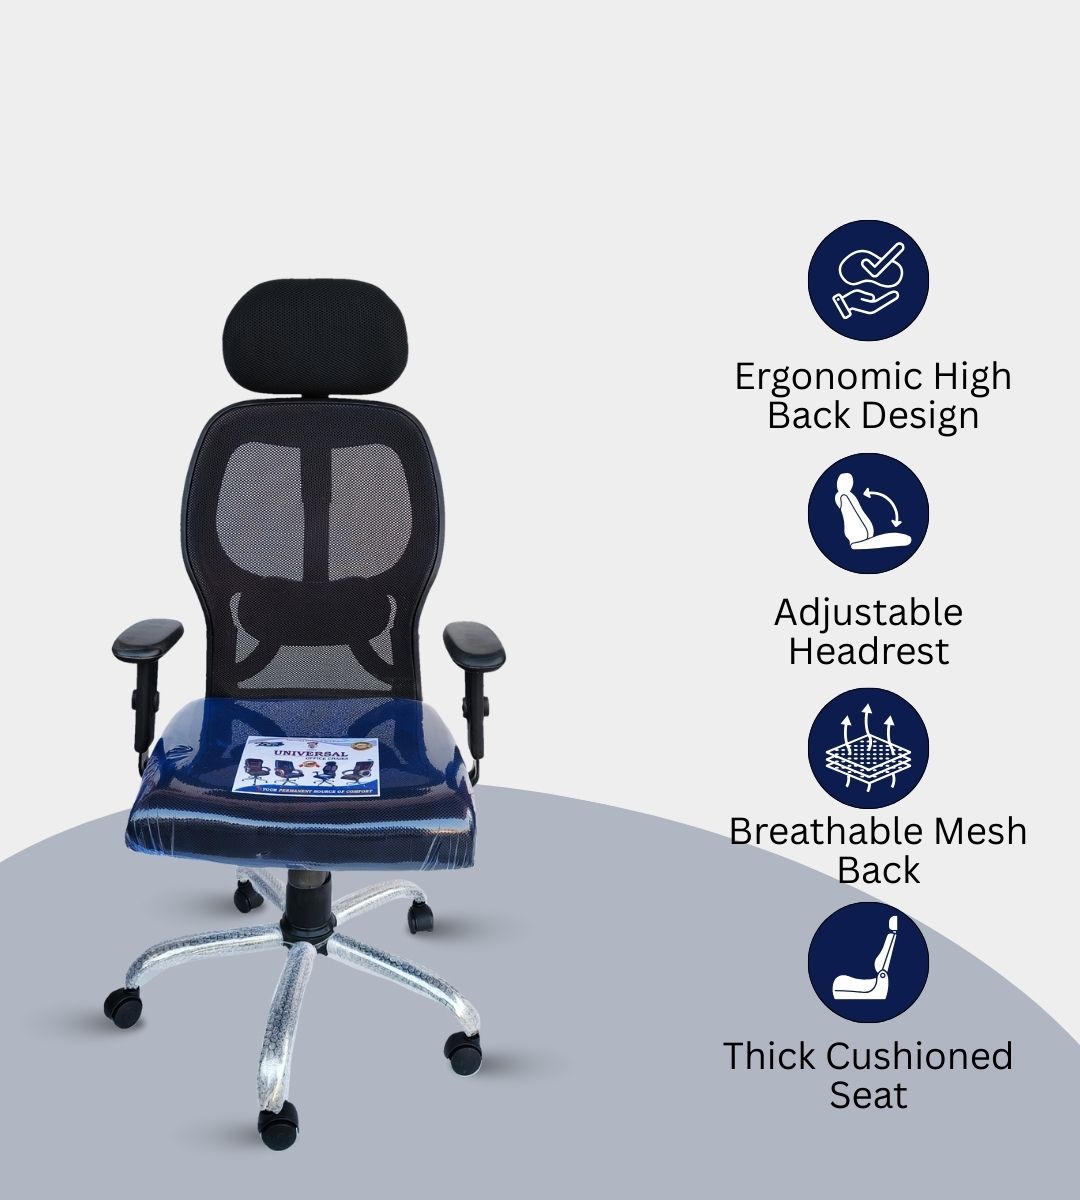 Ergonomic High
Back Design
Adjustable
Headrest
Breathable Mesh
Back
Thick Cushioned
Seat
UNIVERSAL
OFFICE CHAIRS
YOUR PERMANENT SOURCE OF COMFORT